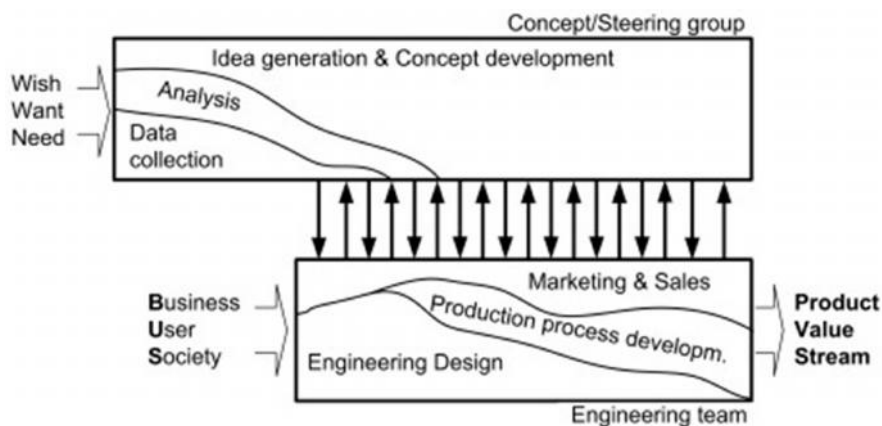 Concept/Steering group
Idea generation & Concept development
Wish
Want
Need
Analysis
Data
collection
Marketing & Sales
Business
User
Society
Production process developm.
Engineering Design
Product
Value
Stream
Engineering team